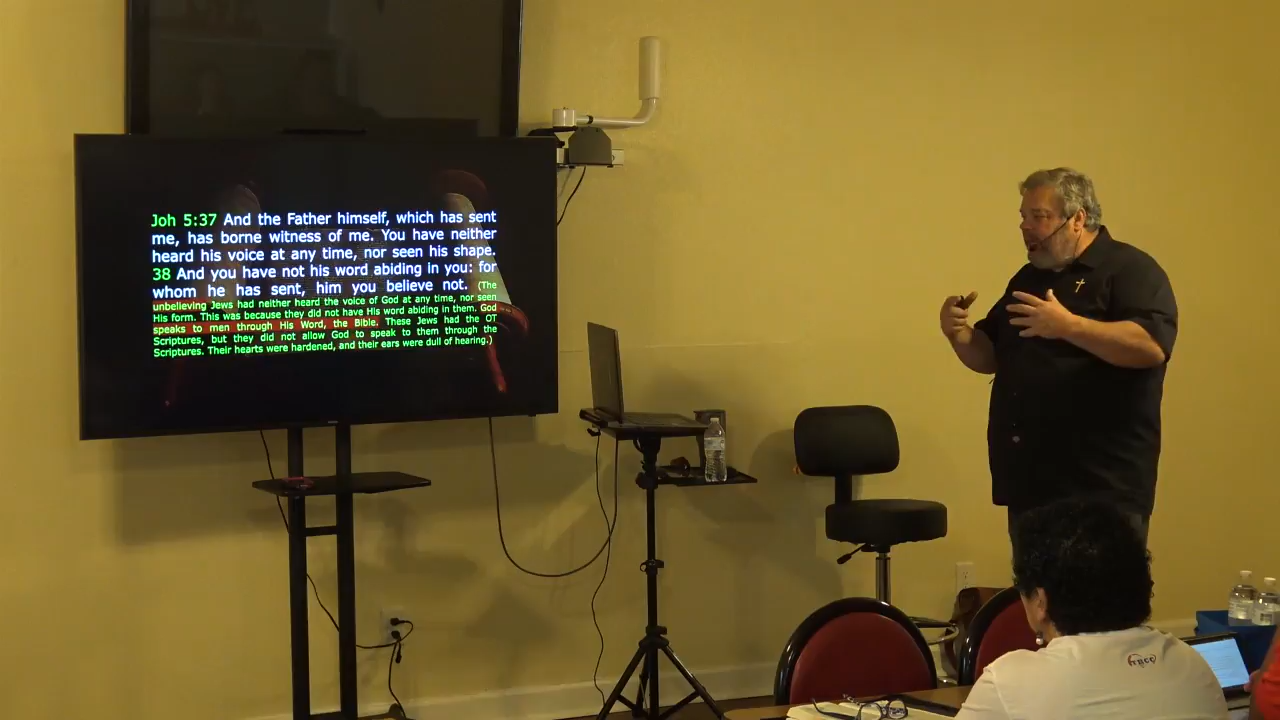 Joh 5:37 And the Father himself, which has sent
me, has borne witness of me. You have neither
heard his voice at any time, nor seen his shape.
38 And you have not his word abiding in you: for
whom he has sent, him you believe not. (The
unbelieving Jews had neither heard the voice of God at any time, nor seen
His form. This was because they did not have His word abiding in them. God
speaks to men through His Word, the Bible. These Jews had the OT
Scriptures, but they did not allow God to speak to them through the
Scriptures. Their hearts were hardened, and their ears were dull of hearing.)